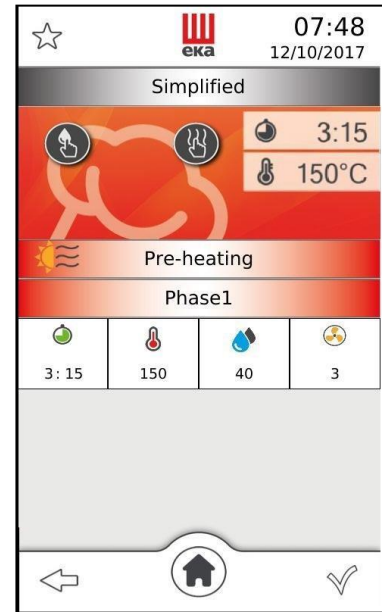 07:48
eka
12/10/2017
Simplified
3:15
150°C
Pre-heating
Phase1
3:15 150 40 3